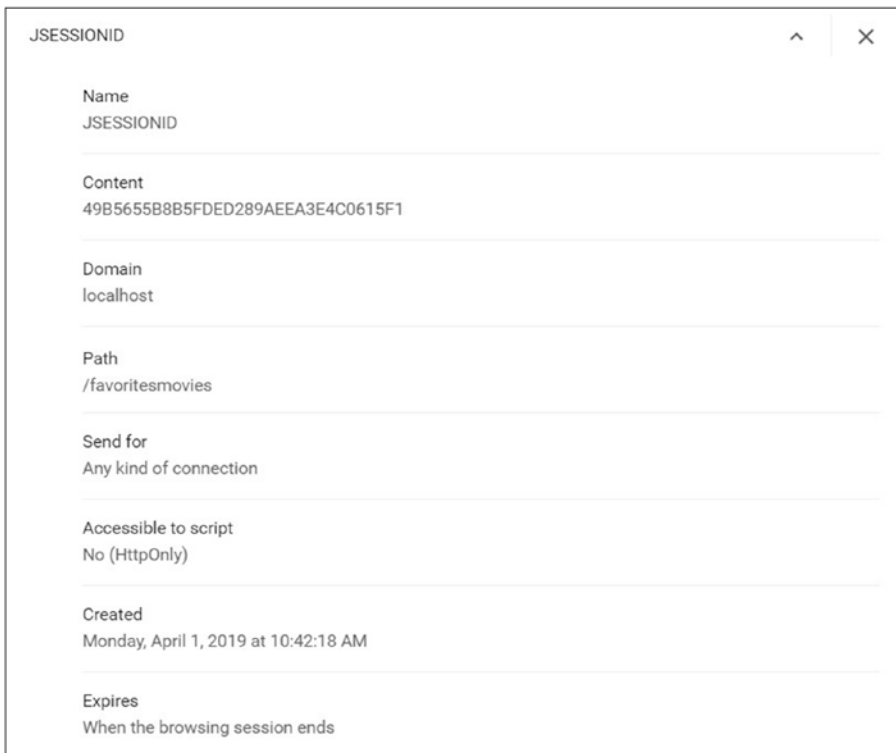 JSESSIONID
Name
JSESSIONID
Content
49B5655B8B5FDED289AEEA3E4C0615F1
Domain
localhost
Path
/favoritesmovies
Send for
Any kind of connection
Accessible to script
No (HttpOnly)
Created
Monday, April 1, 2019 at 10:42:18 AM
Expires
When the browsing session ends